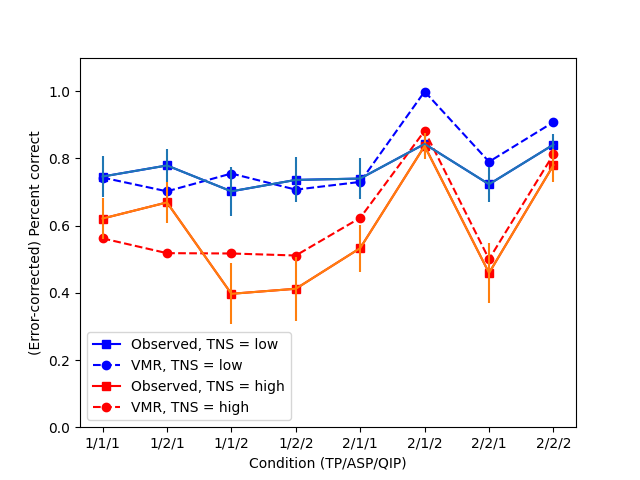 (Error-corrected) Percent correct
1.0
0.8
0.6
0.4
0.2
0.0
Observed, TNS = low
VMR, TNS = low
Observed, TNS = high
VMR, TNS = high
1/1/1 1/2/1 1/1/2 1/2/2 2/1/1 2/1/2 2/2/1 2/2/2
Condition (TP/ASP/QIP)